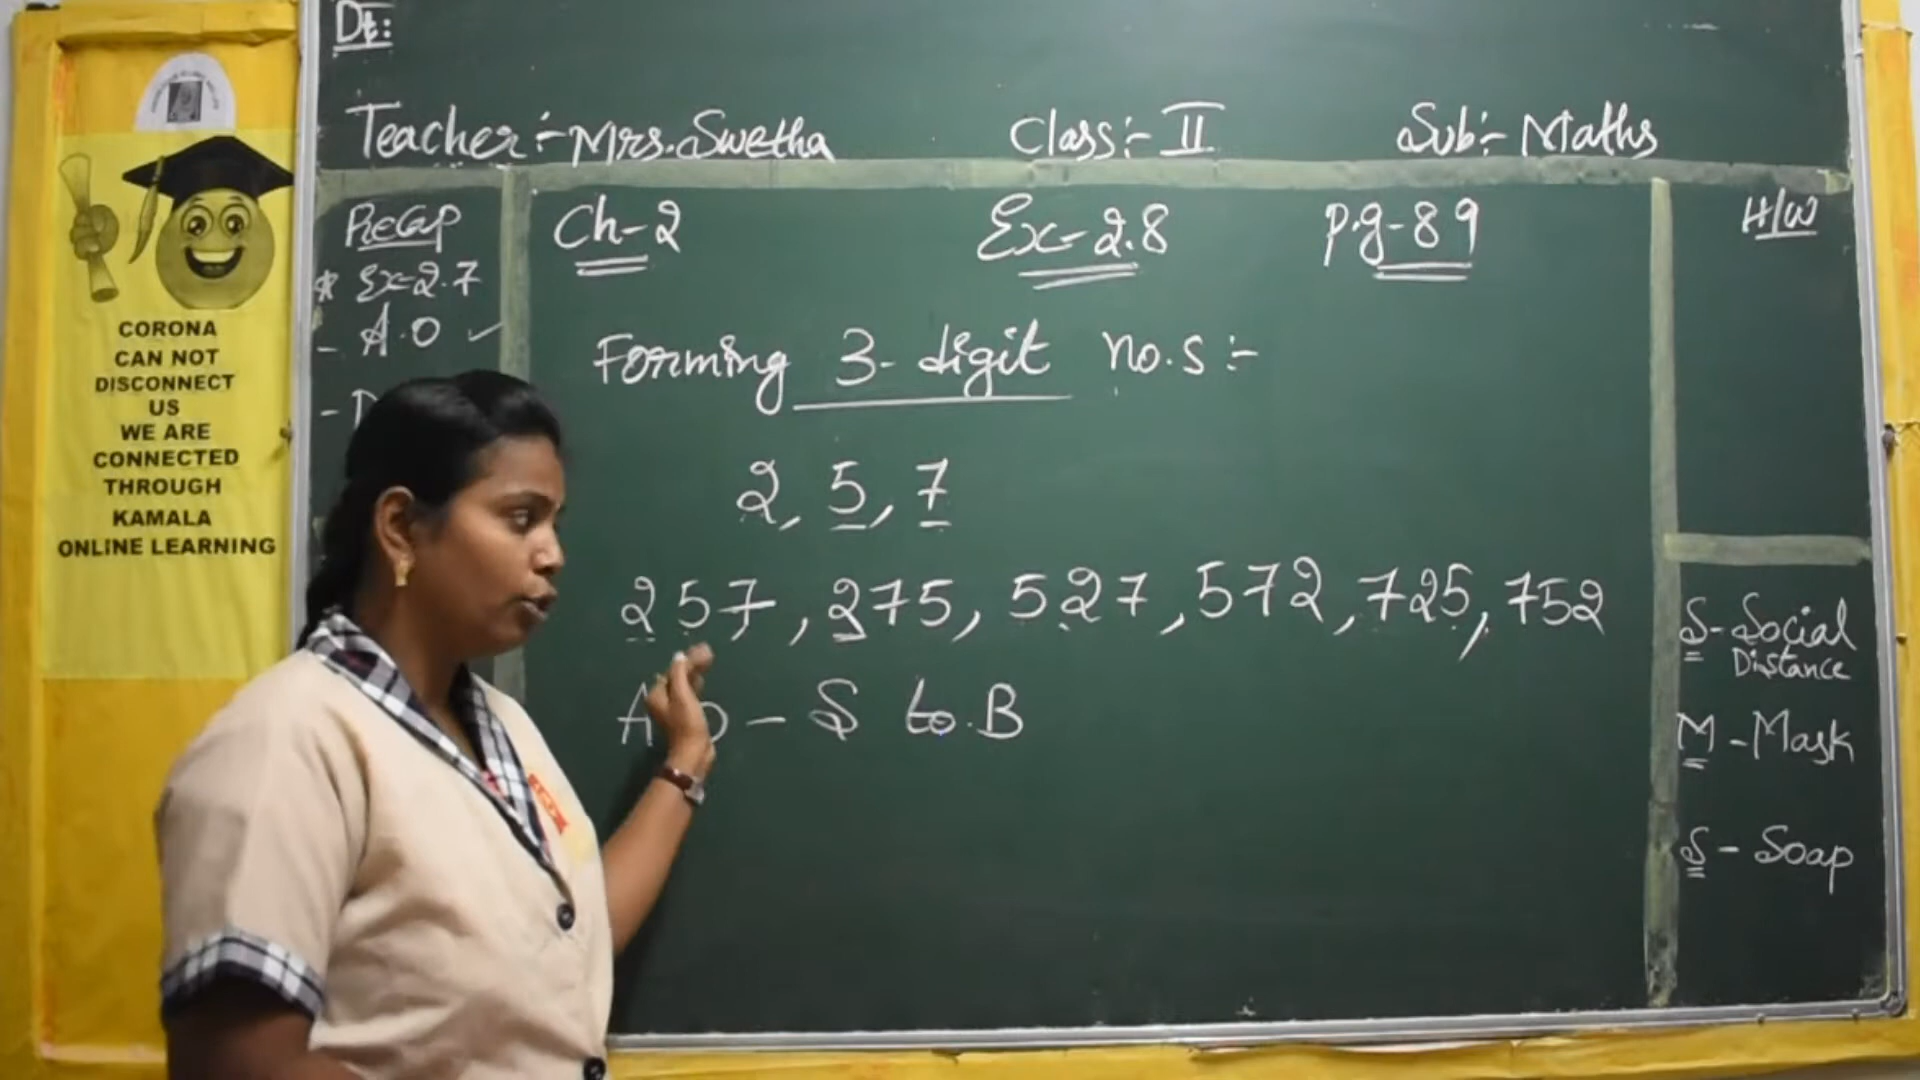 Dt:
Teacher:- Mrs. Swetha Class:- II Sub:- Maths
Recap
* Ex-2.7
- A.O ✓
-
Ch-2 Ex-2.8 P.g-89
Forming 3-digit no.s:-
2, 5, 7
257, 275, 527, 572, 725, 752
A O - S to B
H/W
S - Social
Distance
M - Mask
S - Soap
CORONA
CAN NOT
DISCONNECT
US
WE ARE
CONNECTED
THROUGH
KAMALA
ONLINE LEARNING